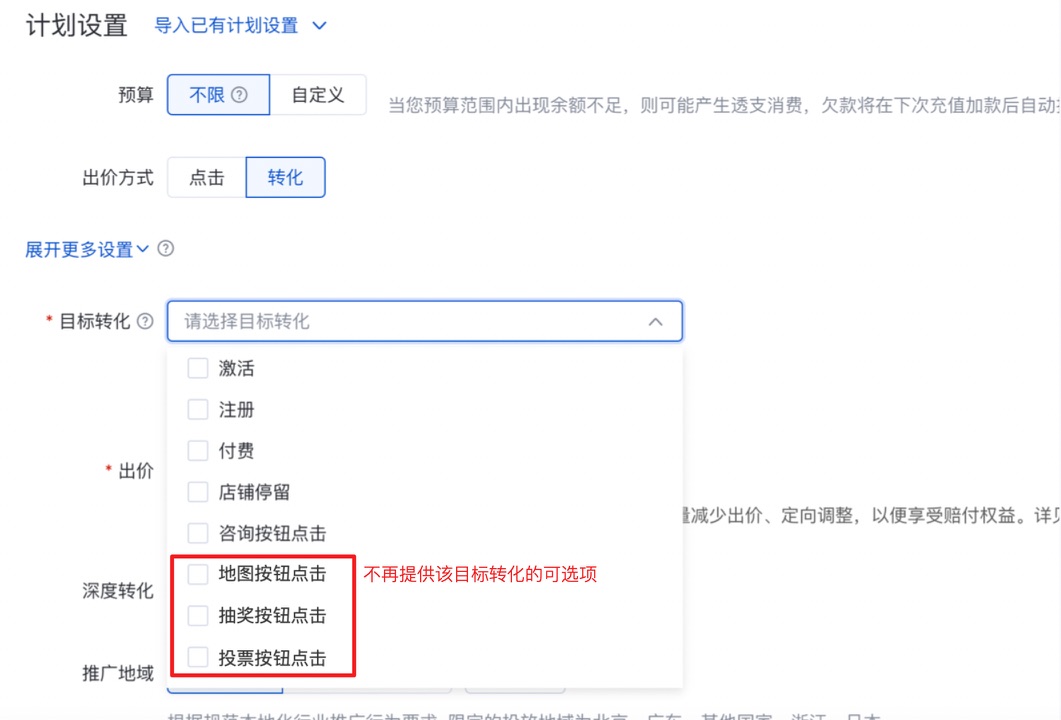 计划设置 导入已有计划设置
预算 不限 ? 自定义 当您预算范围内出现余额不足，则可能产生透支消费，欠款将在下次充值加款后自动
出价方式 点击 转化
展开更多设置 ?
* 目标转化 ? 请选择目标转化
激活
注册
付费
* 出价
店铺停留
量减少出价、定向调整，以便享受赔付权益。详见
咨询按钮点击
地图按钮点击 不再提供该目标转化的可选项
深度转化
抽奖按钮点击
投票按钮点击
推广地域